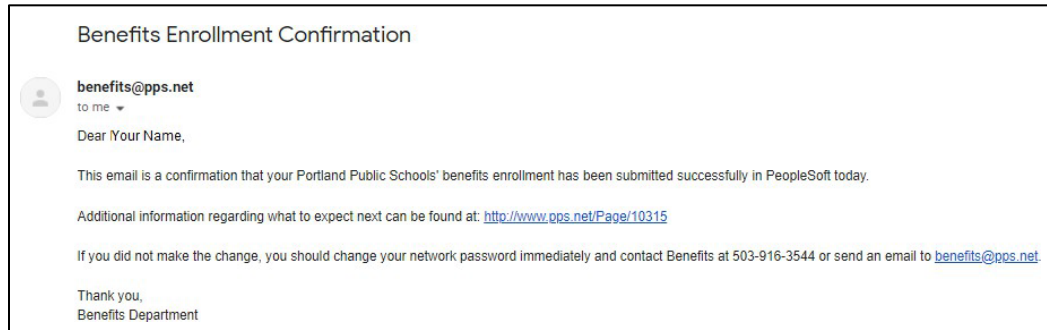 Benefits Enrollment Confirmation
benefits@pps.net
to me
Dear Your Name,
This email is a confirmation that your Portland Public Schools' benefits enrollment has been submitted successfully in PeopleSoft today.
Additional information regarding what to expect next can be found at: http://www.pps.net/Page/10315
If you did not make the change, you should change your network password immediately and contact Benefits at 503-916-3544 or send an email to benefits@pps.net.
Thank you,
Benefits Department